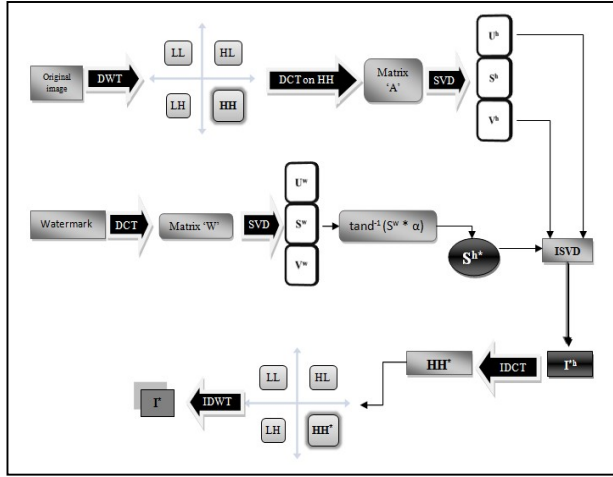 Original
image
DWT
LL
HL
LH
HH
DCT on HH
Matrix
'A'
SVD
Uʰ
Sʰ
Vʰ
Watermark
DCT
Matrix 'W'
SVD
Uʷ
Sʷ
Vʷ
tand⁻¹ (Sʷ * α)
Sʰ*
ISVD
I*ʰ
IDCT
HH*
LL
HL
LH
HH*
IDWT
I*